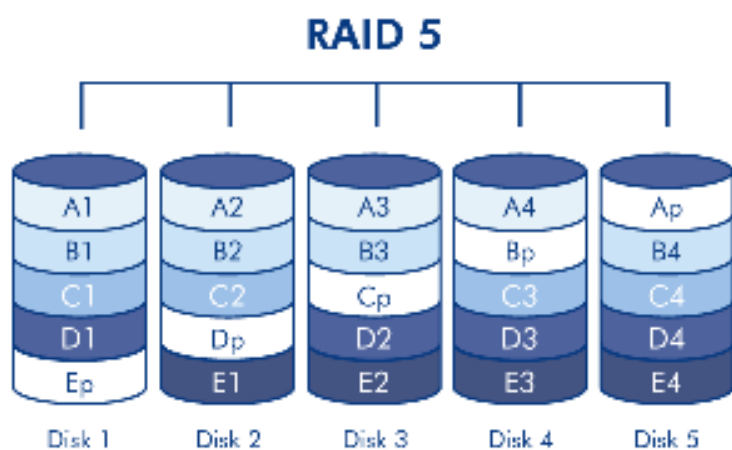 RAID 5
A1 A2 A3 A4 Ap
B1 B2 B3 Bp B4
C1 C2 Cp C3 C4
D1 Dp D2 D3 D4
Ep E1 E2 E3 E4
Disk 1 Disk 2 Disk 3 Disk 4 Disk 5